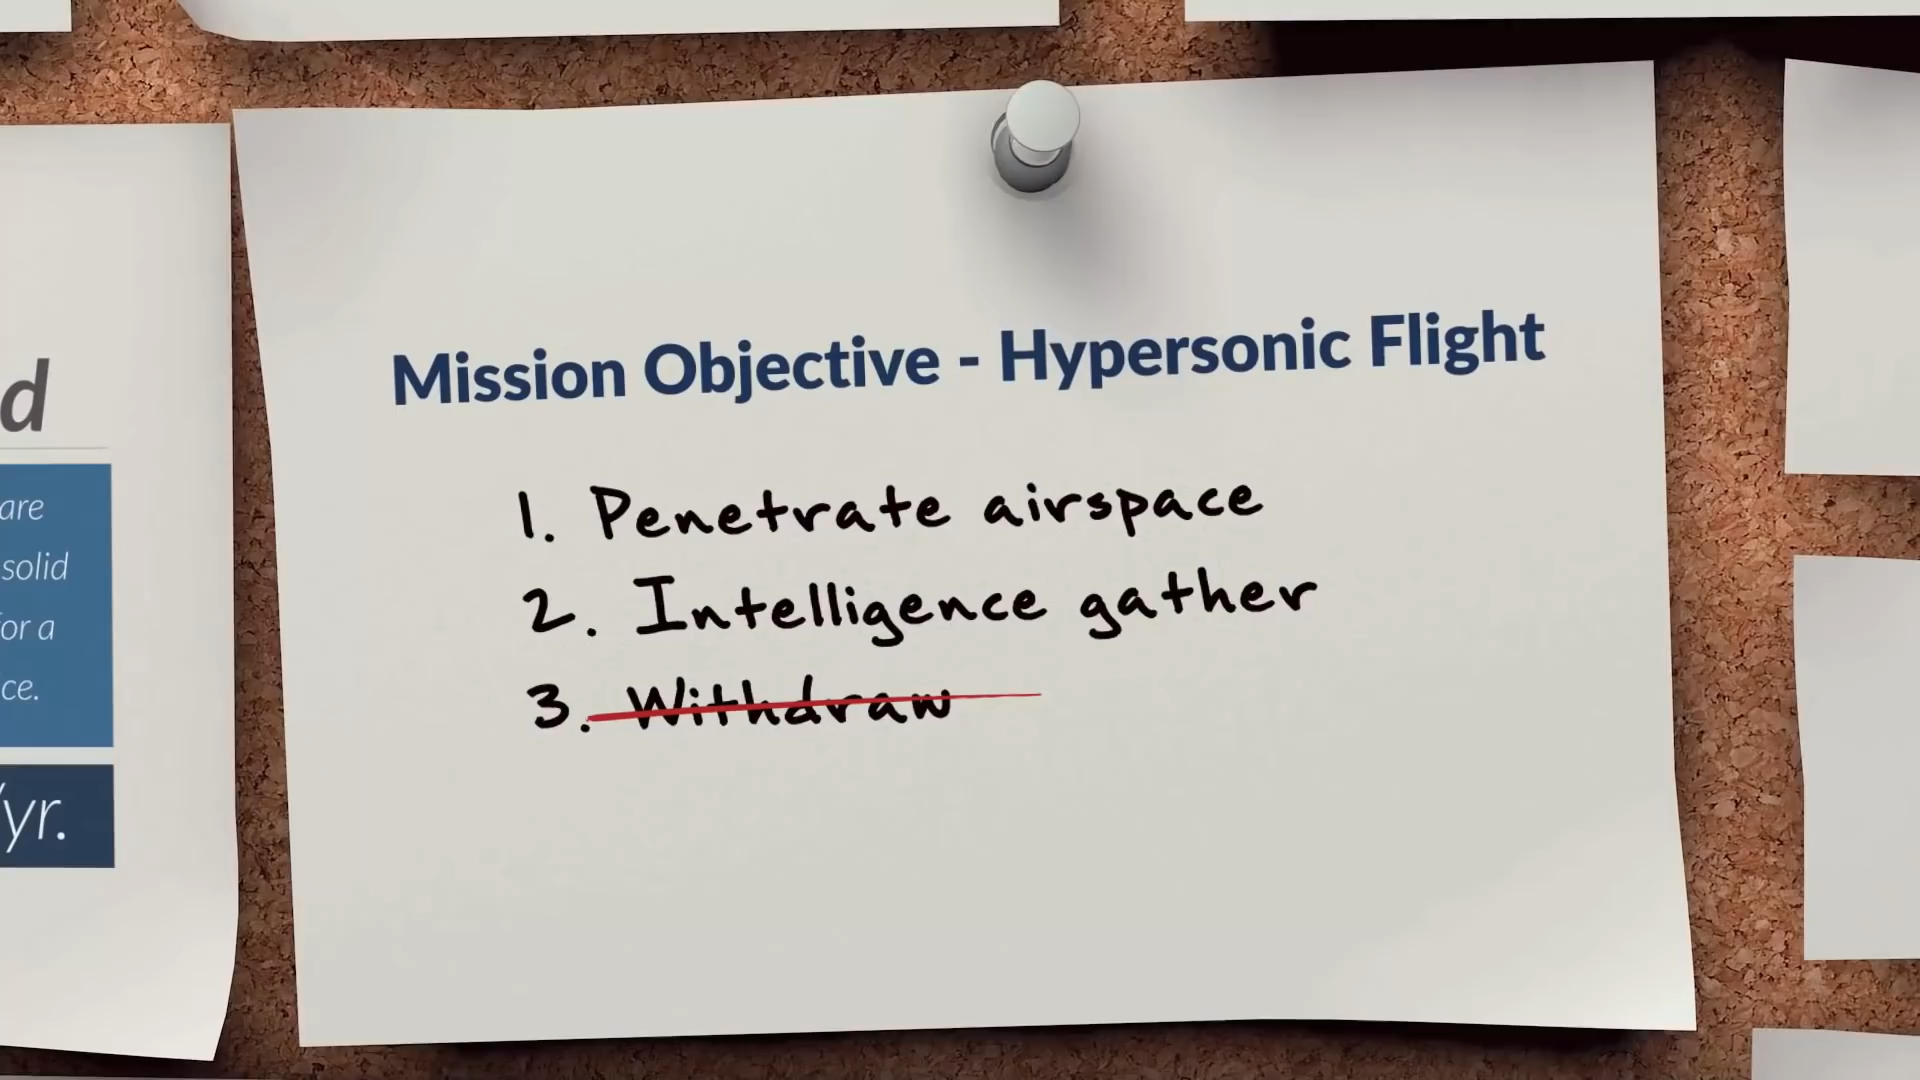 d
are
solid
or a
ce.
/yr.
Mission Objective - Hypersonic Flight
1. Penetrate airspace
2. Intelligence gather
3. Withdraw